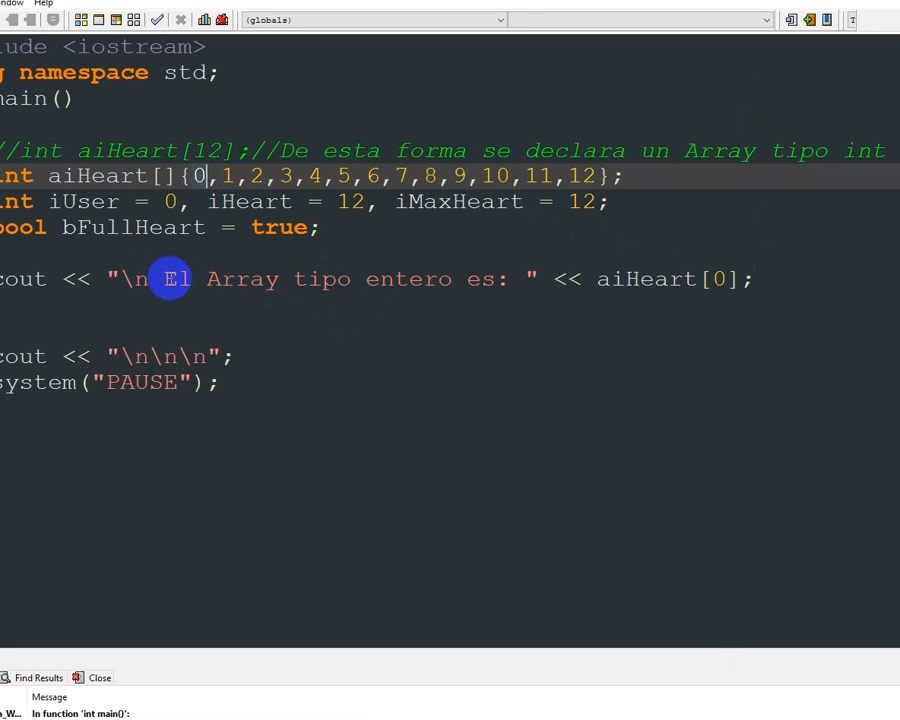 indow Help
(globals)
lude <iostream>
g namespace std;
main()
//int aiHeart[12];//De esta forma se declara un Array tipo int
int aiHeart[]{0,1,2,3,4,5,6,7,8,9,10,11,12};
int iUser = 0, iHeart = 12, iMaxHeart = 12;
bool bFullHeart = true;
cout << "\n El Array tipo entero es: " << aiHeart[0];
cout << "\n\n\n";
system("PAUSE");
Find Results Close
Message
a_W... In function 'int main()':